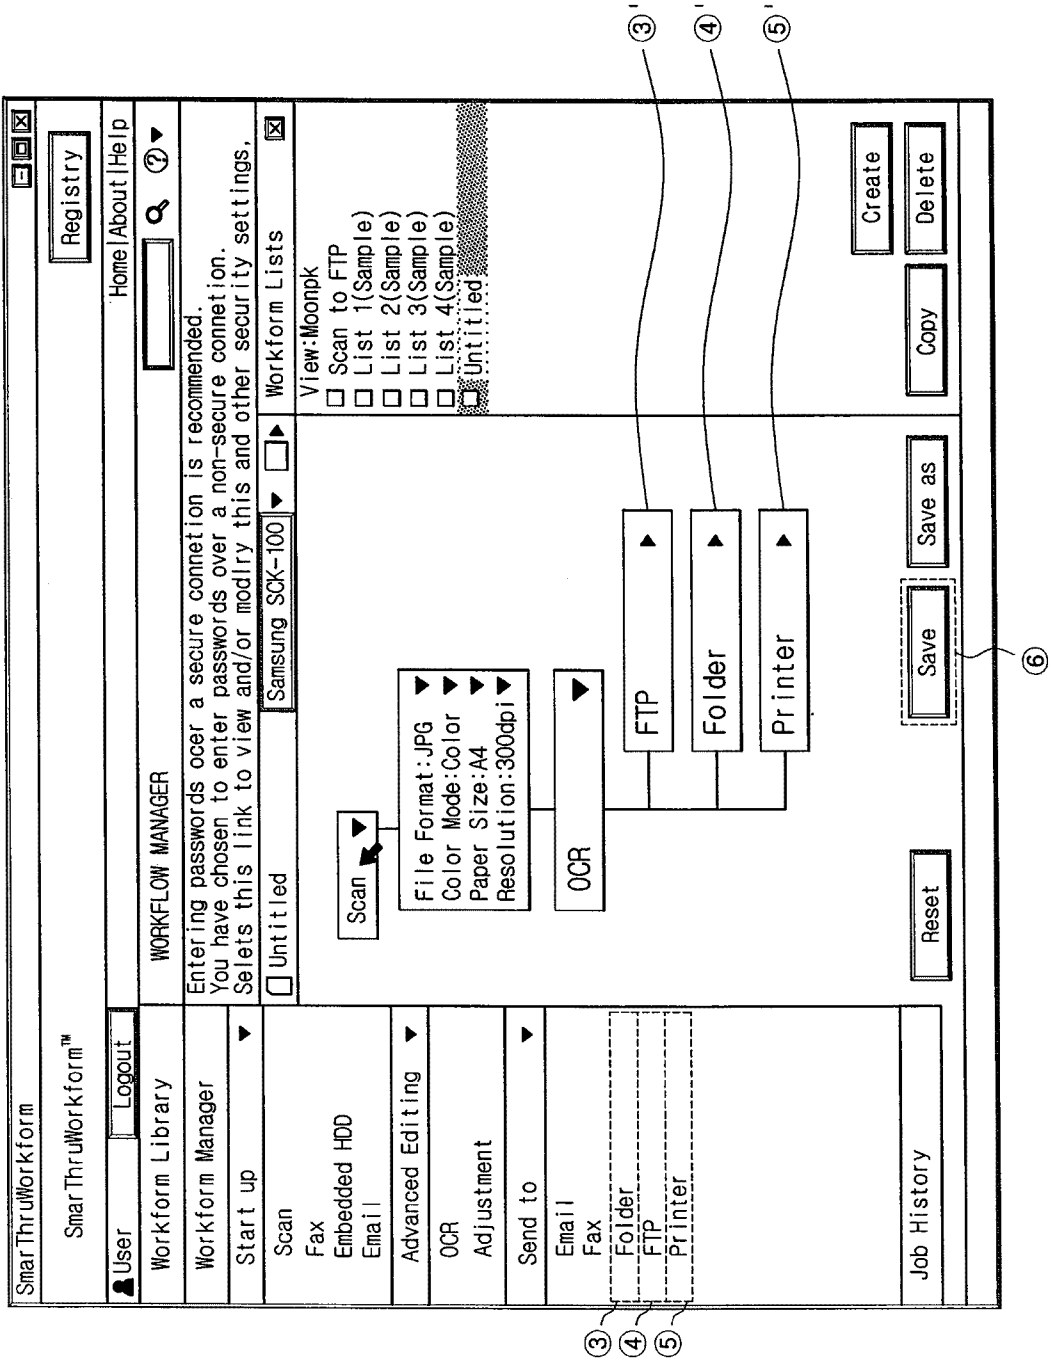 SmarThruWorkform
SmarThruWorkform™
Registry
User
Logout
Home|About|Help
Workform Library
WORKFLOW MANAGER
Workform Manager
Entering passwords ocer a secure connetion is recommended.
You have chosen to enter passwords over a non-secure connetion.
Selets this link to view and/or modlry this and other security settings,
Start up
Scan
Fax
Embedded HDD
Email
Advanced Editing
OCR
Adjustment
Send to
Email
Fax
Folder
FTP
Printer
Job History
③
④
⑤
Untitled
Samsung SCK-100
Scan
File Format:JPG
Color Mode:Color
Paper Size:A4
Resolution:300dpi
OCR
FTP
Folder
Printer
Reset
Save
Save as
⑥
Workform Lists
View:Moonpk
Scan to FTP
List 1(Sample)
List 2(Sample)
List 3(Sample)
List 4(Sample)
Untitled
Create
Copy
Delete
③'
④'
⑤'